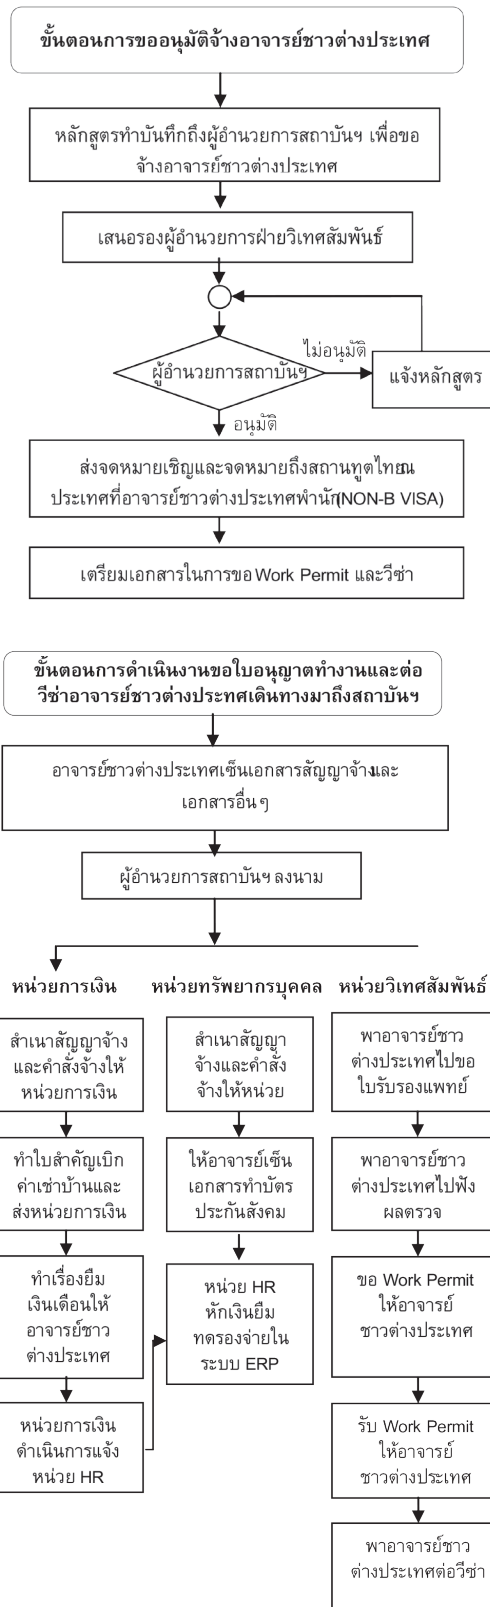 ขั้นตอนการขออนุมัติจ้างอาจารย์ชาวต่างประเทศ
หลักสูตรทำบันทึกถึงผู้อำนวยการสถาบันฯ เพื่อขอ
จ้างอาจารย์ชาวต่างประเทศ
เสนอรองผู้อำนวยการฝ่ายวิเทศสัมพันธ์
ไม่อนุมัติ
ผู้อำนวยการสถาบันฯ
แจ้งหลักสูตร
อนุมัติ
ส่งจดหมายเชิญและจดหมายถึงสถานทูตไทยณ
ประเทศที่อาจารย์ชาวต่างประเทศพำนัก(NON-B VISA)
เตรียมเอกสารในการขอ Work Permit และวีซ่า
ขั้นตอนการดำเนินงานขอใบอนุญาตทำงานและต่อ
วีซ่าอาจารย์ชาวต่างประทศเดินทางมาถึงสถาบันฯ
อาจารย์ชาวต่างประเทศเซ็นเอกสารสัญญาจ้างและ
เอกสารอื่น ๆ
ผู้อำนวยการสถาบันฯ ลงนาม
หน่วยการเงิน
สำเนาสัญญาจ้าง
และคำสั่งจ้างให้
หน่วยการเงิน
ทำใบสำคัญเบิก
ค่าเช่าบ้านและ
ส่งหน่วยการเงิน
ทำเรื่องยืม
เงินเดือนให้
อาจารย์ชาว
ต่างประเทศ
หน่วยการเงิน
ดำเนินการแจ้ง
หน่วย HR
หน่วยทรัพยากรบุคคล
สำเนาสัญญา
จ้างและคำสั่ง
จ้างให้หน่วย
ให้อาจารย์เซ็น
เอกสารทำบัตร
ประกันสังคม
หน่วย HR
หักเงินยืม
ทดรองจ่ายใน
ระบบ ERP
หน่วยวิเทศสัมพันธ์
พาอาจารย์ชาว
ต่างประเทศไปขอ
ใบรับรองแพทย์
พาอาจารย์ชาว
ต่างประเทศไปฟัง
ผลตรวจ
ขอ Work Permit
ให้อาจารย์
ชาวต่างประเทศ
รับ Work Permit
ให้อาจารย์
ชาวต่างประเทศ
พาอาจารย์ชาว
ต่างประเทศต่อวีซ่า